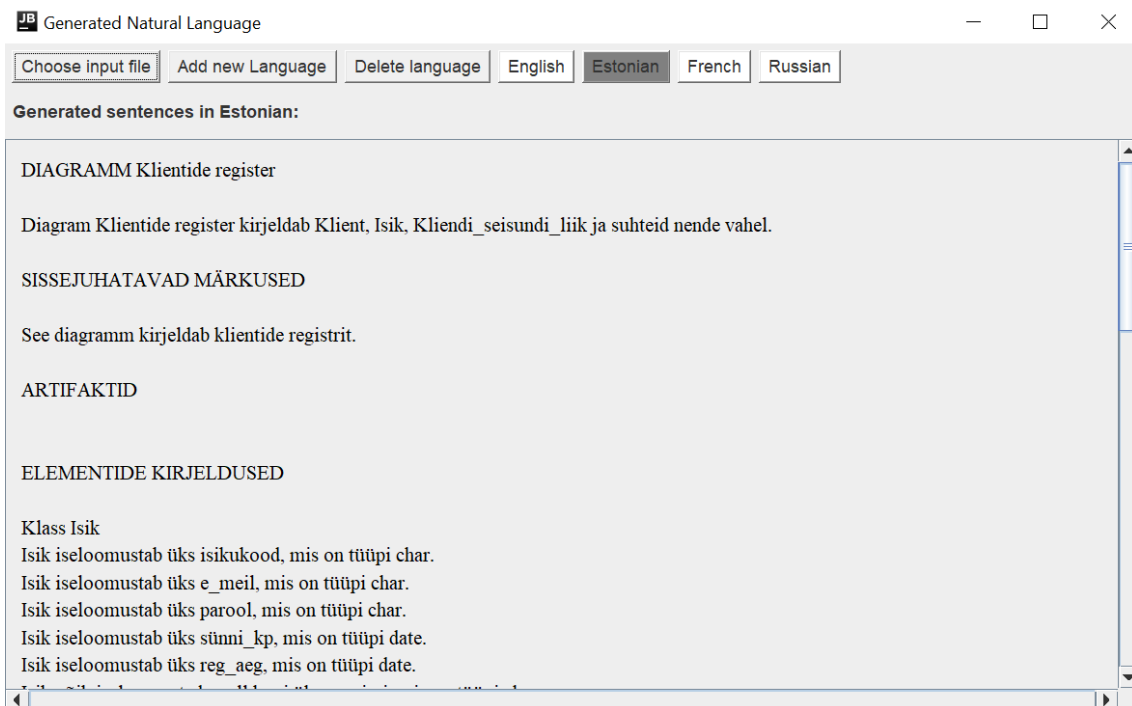 JB Generated Natural Language
Choose input file Add new Language Delete language English Estonian French Russian
Generated sentences in Estonian:
DIAGRAMM Klientide register
Diagram Klientide register kirjeldab Klient, Isik, Kliendi_seisundi_liik ja suhteid nende vahel.
SISSEJUHATAVAD MÄRKUSED
See diagramm kirjeldab klientide registrit.
ARTIFAKTID
ELEMENTIDE KIRJELDUSED
Klass Isik
Isik iseloomustab üks isikukood, mis on tüüpi char.
Isik iseloomustab üks e_meil, mis on tüüpi char.
Isik iseloomustab üks parool, mis on tüüpi char.
Isik iseloomustab üks sünni_kp, mis on tüüpi date.
Isik iseloomustab üks reg_aeg, mis on tüüpi date.